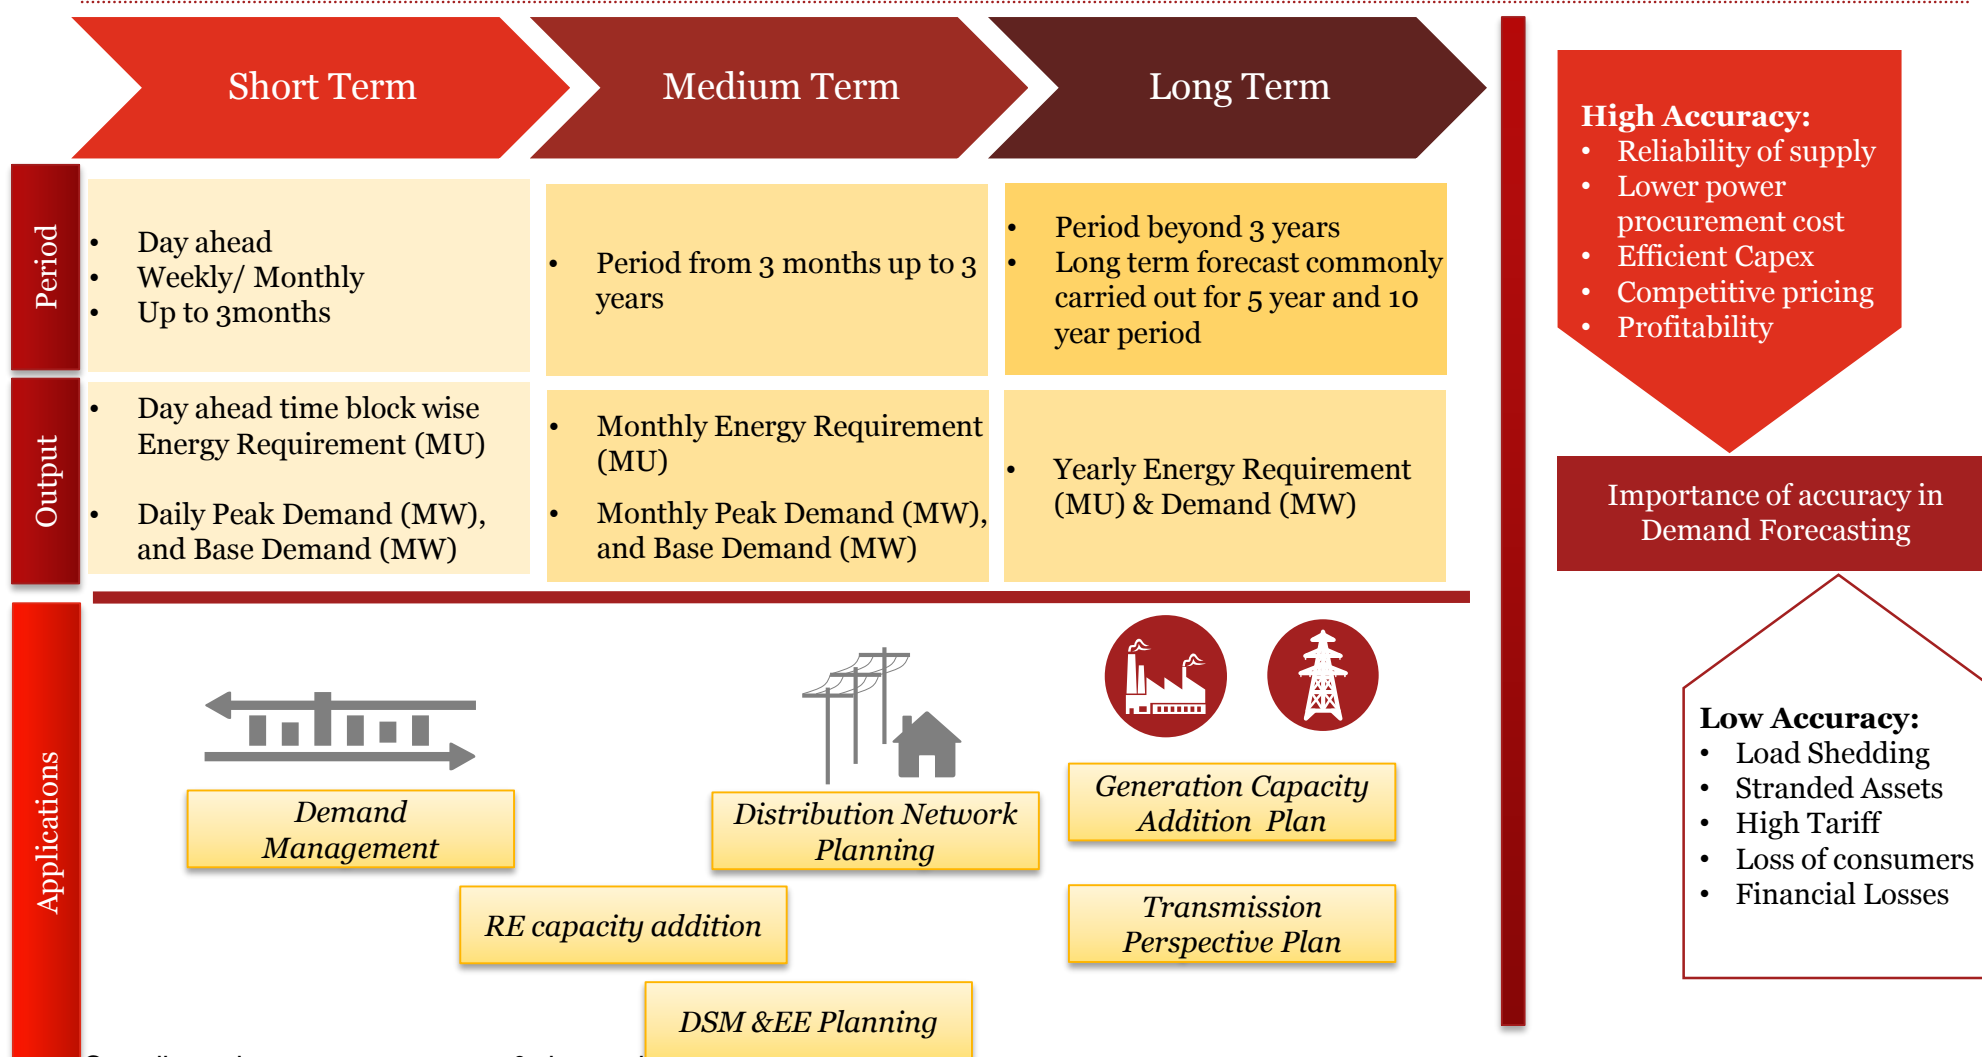 Short Term
Medium Term
Long Term
Period
• Day ahead
• Weekly/ Monthly
• Up to 3months
• Period from 3 months up to 3
years
• Period beyond 3 years
• Long term forecast commonly
carried out for 5 year and 10
year period
Output
• Day ahead time block wise
Energy Requirement (MU)
• Daily Peak Demand (MW),
and Base Demand (MW)
• Monthly Energy Requirement
(MU)
• Monthly Peak Demand (MW),
and Base Demand (MW)
• Yearly Energy Requirement
(MU) & Demand (MW)
Applications
Demand
Management
Distribution Network
Planning
Generation Capacity
Addition Plan
RE capacity addition
Transmission
Perspective Plan
DSM &EE Planning
High Accuracy:
• Reliability of supply
• Lower power
procurement cost
• Efficient Capex
• Competitive pricing
• Profitability
Importance of accuracy in
Demand Forecasting
Low Accuracy:
• Load Shedding
• Stranded Assets
• High Tariff
• Loss of consumers
• Financial Losses